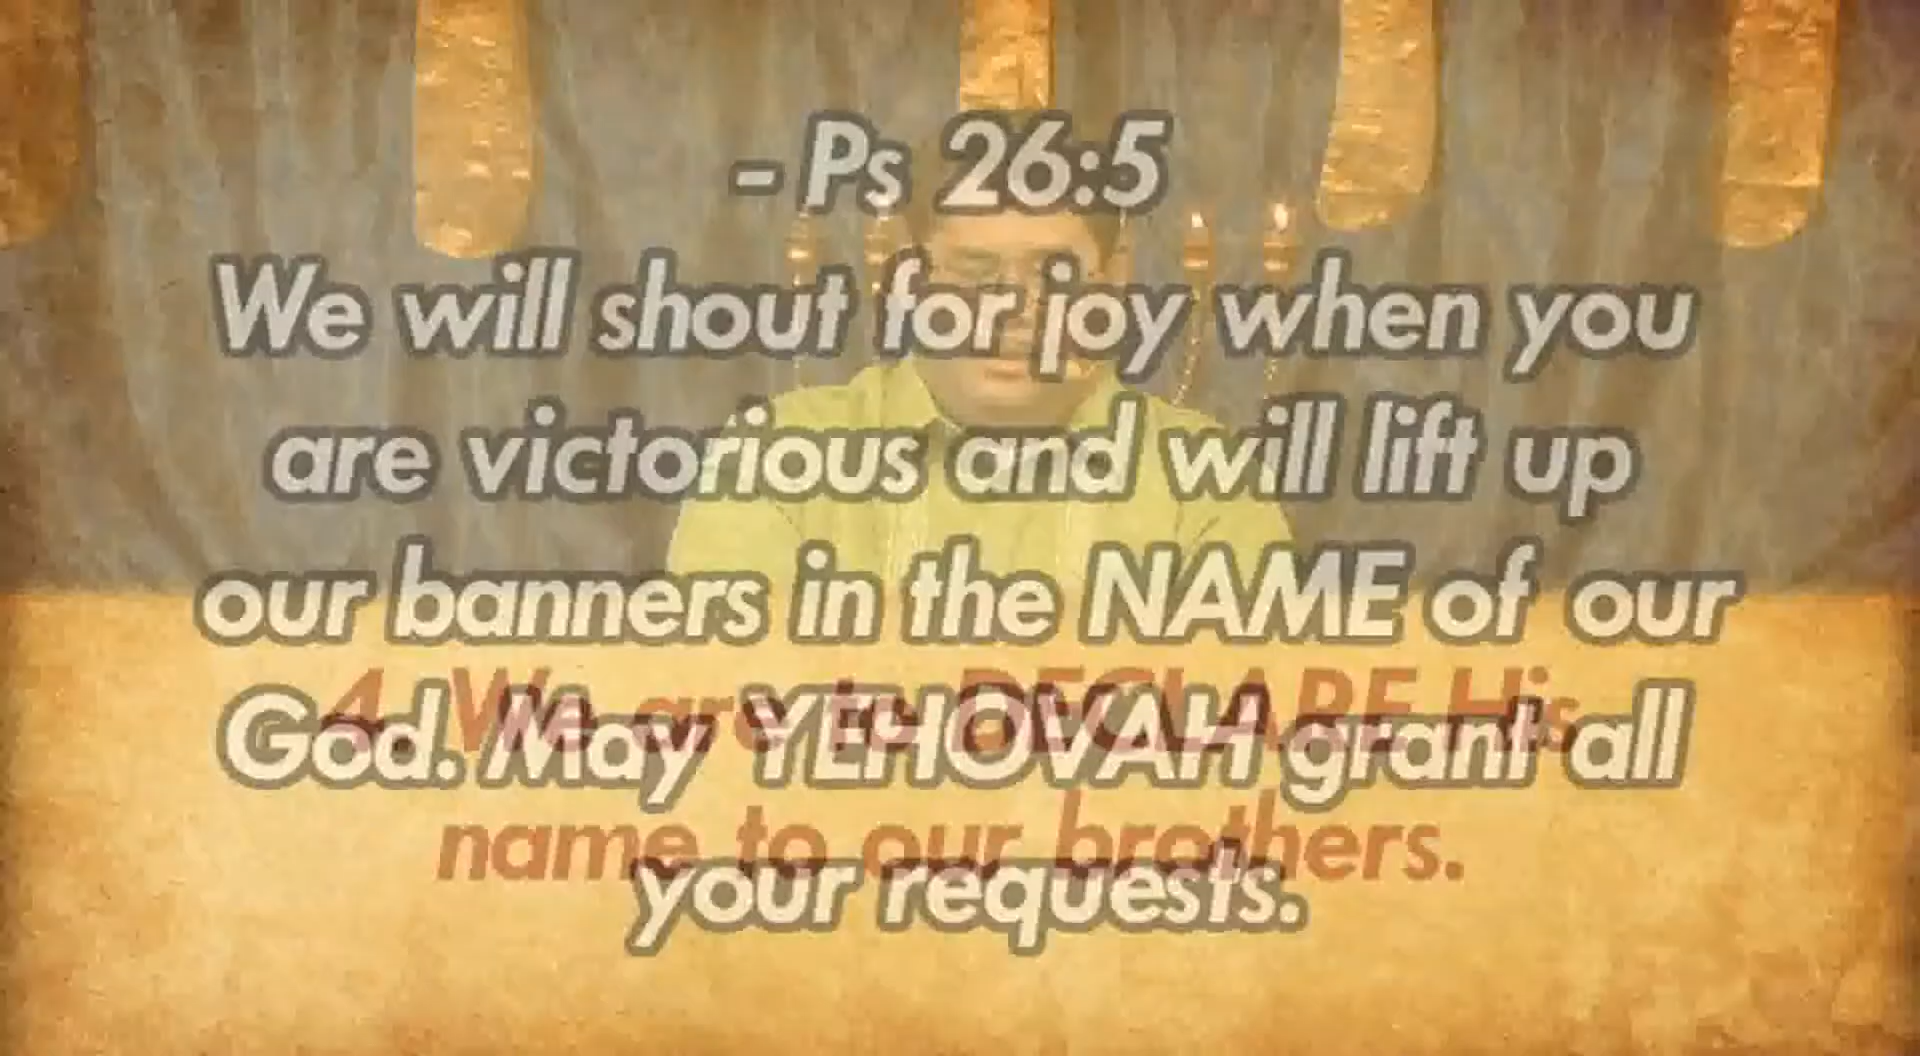 - Ps 26:5
We will shout for joy when you
are victorious and will lift up
our banners in the NAME of our
God. May YEHOVAH grant all
your requests.
4. We are to DECLARE His
name to our brothers.